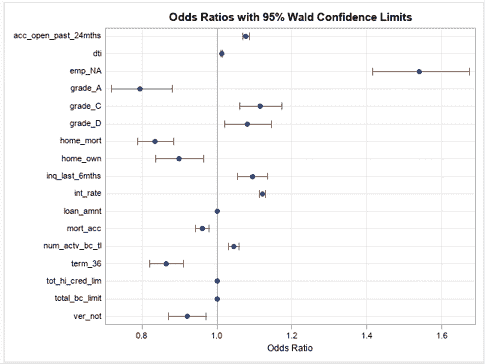 Odds Ratios with 95% Wald Confidence Limits
acc_open_past_24mths
dti
emp_NA
grade_A
grade_C
grade_D
home_mort
home_own
inq_last_6mths
int_rate
loan_amnt
mort_acc
num_actv_bc_tl
term_36
tot_hi_cred_lim
total_bc_limit
ver_not
0.8 1.0 1.2 1.4 1.6
Odds Ratio